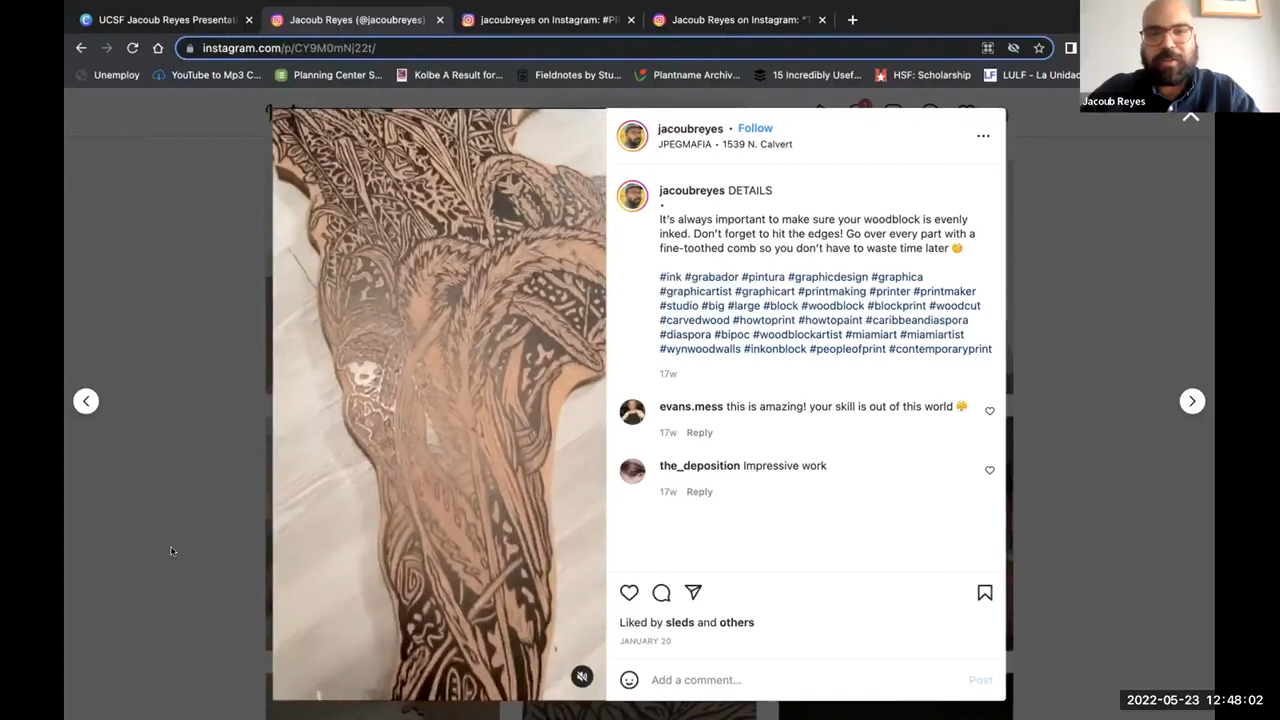 UCSF Jacoub Reyes Presentat
Jacoub Reyes (@jacoubreyes)
jacoubreyes on Instagram: #PR
Jacoub Reyes on Instagram: "T
instagram.com/p/CY9M0mNj22t/
Unemploy
YouTube to Mp3 C...
Planning Center S...
Kolbe A Result for...
Fieldnotes by Stu...
Plantname Archiv...
15 Incredibly Usef...
HSF: Scholarship
LULF - La Unidad
Jacoub Reyes
jacoubreyes • Follow
JPEGMAFIA • 1539 N. Calvert
jacoubreyes DETAILS
.
It's always important to make sure your woodblock is evenly
inked. Don't forget to hit the edges! Go over every part with a
fine-toothed comb so you don't have to waste time later
#ink #grabador #pintura #graphicdesign #graphica
#graphicartist #graphicart #printmaking #printer #printmaker
#studio #big #large #block #woodblock #blockprint #woodcut
#carvedwood #howtoprint #howtopaint #caribbeandiaspora
#diaspora #bipoc #woodblockartist #miamiart #miamiartist
#wynwoodwalls #inkonblock #peopleofprint #contemporaryprint
17w
evans.mess this is amazing! your skill is out of this world
17w Reply
the_deposition Impressive work
17w Reply
Liked by sleds and others
JANUARY 20
Add a comment...
Post
2022-05-23 12:48:02